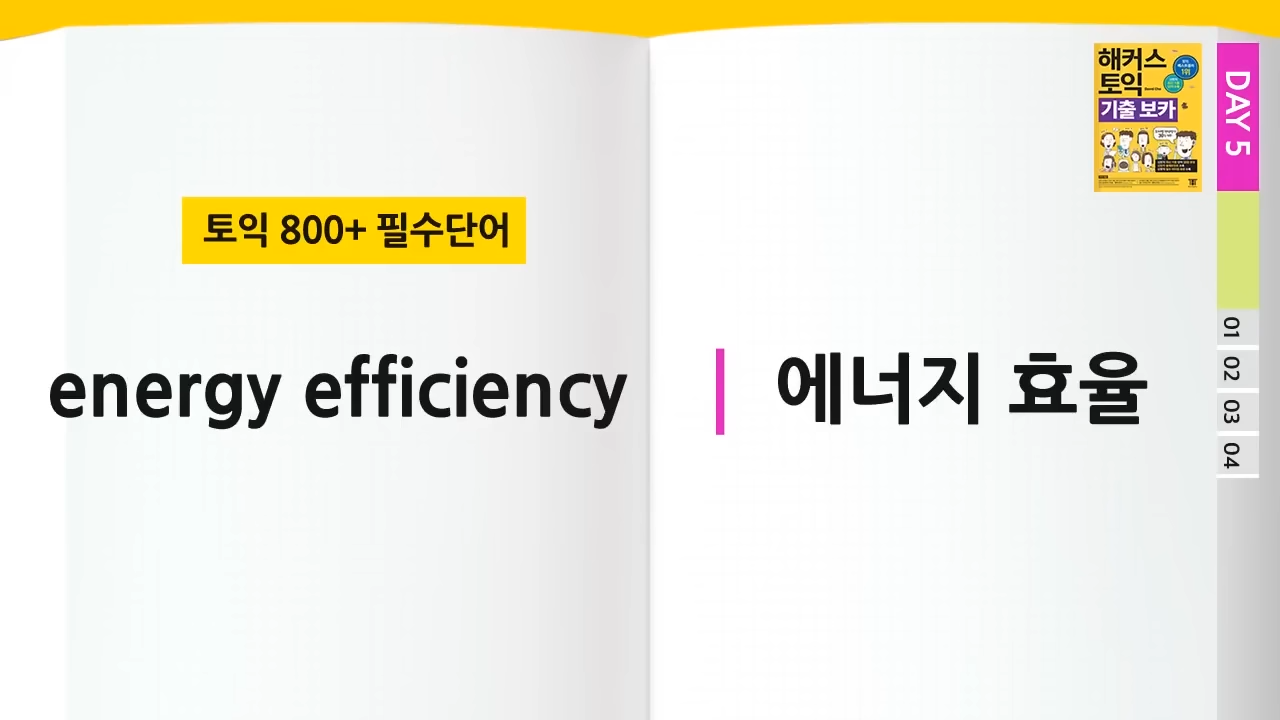 해커스
토익
기출 보카
DAY 5
토익 800+ 필수단어
energy efficiency
에너지 효율
01
02
03
04